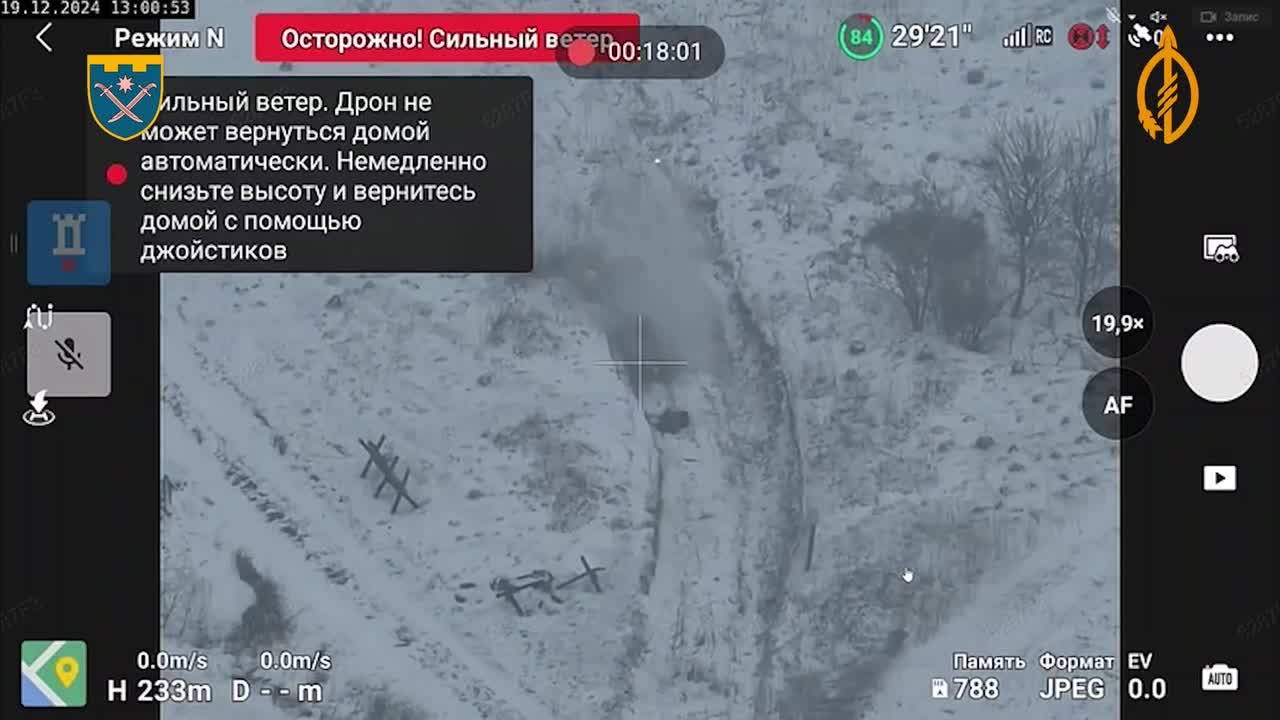 19.12.2024 13:00:53
Режим N
Осторожно! Сильный ветер
00:18:01
84
29'21"
RC
Запис
ильный ветер. Дрон не
может вернуться домой
автоматически. Немедленно
снизьте высоту и вернитесь
домой с помощью
джойстиков
19,9×
AF
0.0m/s 0.0m/s
H 233m D - - m
Память Формат EV
788 JPEG 0.0
AUTO